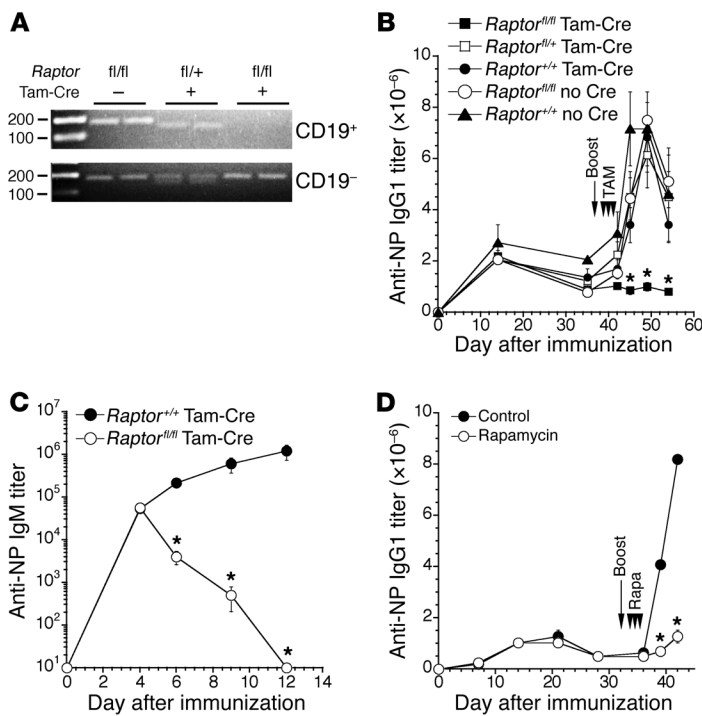 A
Raptor fl/fl fl/+ fl/fl
Tam-Cre – + +
200
100
CD19+
200
100
CD19–
B
Raptorfl/fl Tam-Cre
Raptorfl/+ Tam-Cre
Raptor+/+ Tam-Cre
Raptorfl/fl no Cre
Raptor+/+ no Cre
Anti-NP IgG1 titer (×10–6)
10
8
6
4
2
0
Boost
TAM
* * *
0 10 20 30 40 50 60
Day after immunization
C
Raptor+/+ Tam-Cre
Raptorfl/fl Tam-Cre
Anti-NP IgM titer
107
106
105
104
103
102
101
*
*
*
0 2 4 6 8 10 12 14
Day after immunization
D
Control
Rapamycin
Anti-NP IgG1 titer (×10–6)
10
8
6
4
2
0
Boost
Rapa
* *
0 10 20 30 40
Day after immunization